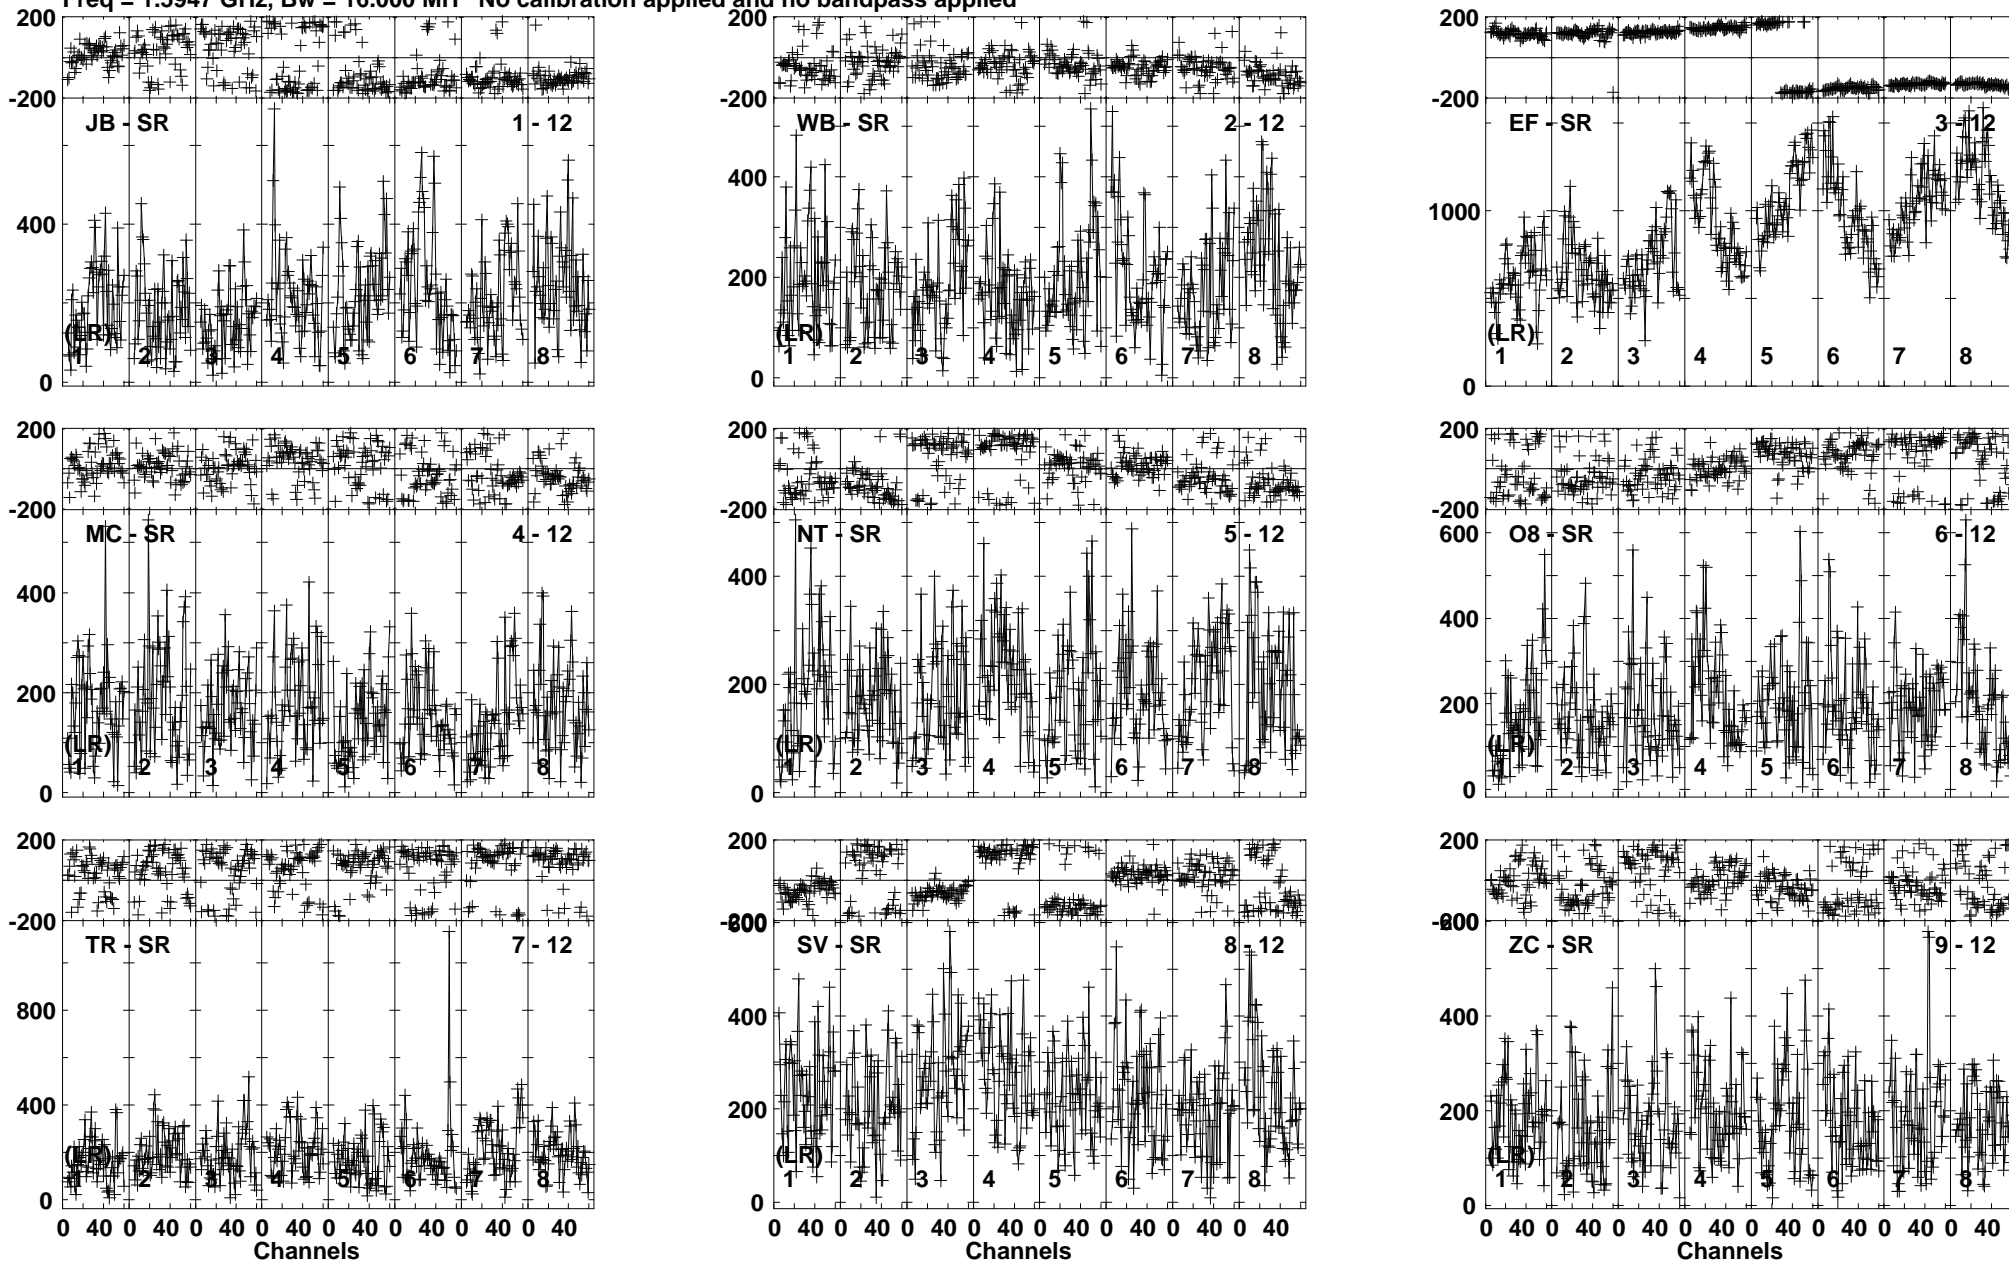 Freq = 1.5947 GHz, Bw = 16.000 MH No calibration applied and no bandpass applied
200 200 200
-200 -200 -200
JB - SR 1 - 12 WB - SR 2 - 12 EF - SR 3 - 12
400 400 1000
200
(LR) (LR) (LR)
1 2 3 4 5 6 7 8 1 2 3 4 5 6 7 8 1 2 3 4 5 6 7 8
0 0 0
200 200 200
-200 -200 -200
MC - SR 4 - 12 NT - SR 5 - 12 O8 - SR 6 - 12
600
400 400 400
200 200 200
(LR) (LR) (LR)
1 2 3 4 5 6 7 8 1 2 3 4 5 6 7 8 1 2 3 4 5 6 7 8
0 0 0
200 200 200
-200 -200 -200
600 600
TR - SR 7 - 12 SV - SR 8 - 12 ZC - SR 9 - 12
800
400 400 400
200 200
(LR) (LR) (LR)
1 2 3 4 5 6 7 8 1 2 3 4 5 6 7 8 1 2 3 4 5 6 7 8
0 0 0
0 40 0 40 0 40 0 40 0 40 0 40 0 40 0 40 0 40 0 40 0 40 0 40 0 40 0 40 0 40 0 40 0 40 0 40 0 40 0 40 0 40 0 40 0 40 0 40
Channels Channels Channels